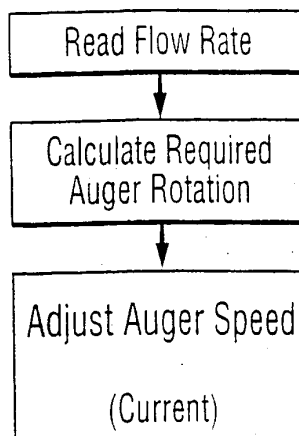 Read Flow Rate
Calculate Required
Auger Rotation
Adjust Auger Speed
(Current)